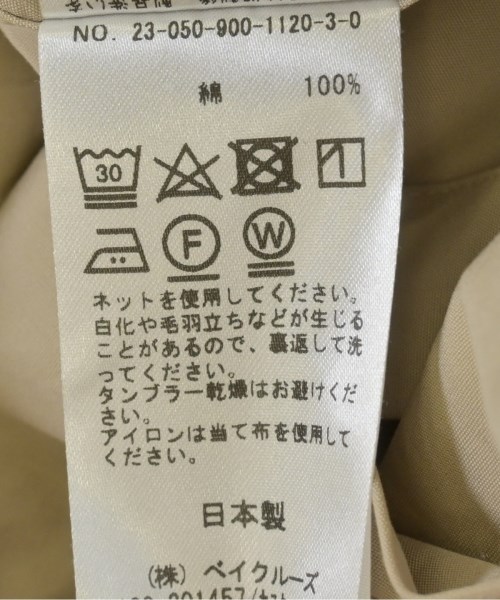 NO. 23-050-900-1120-3-0
綿 100%
30
F W
ネットを使用してください。
白化や毛羽立ちなどが生じる
ことがあるので、裏返して洗
ってください。
タンブラー乾燥はお避けくだ
さい。
アイロンは当て布を使用して
ください。
日本製
(株) ベイクルーズ